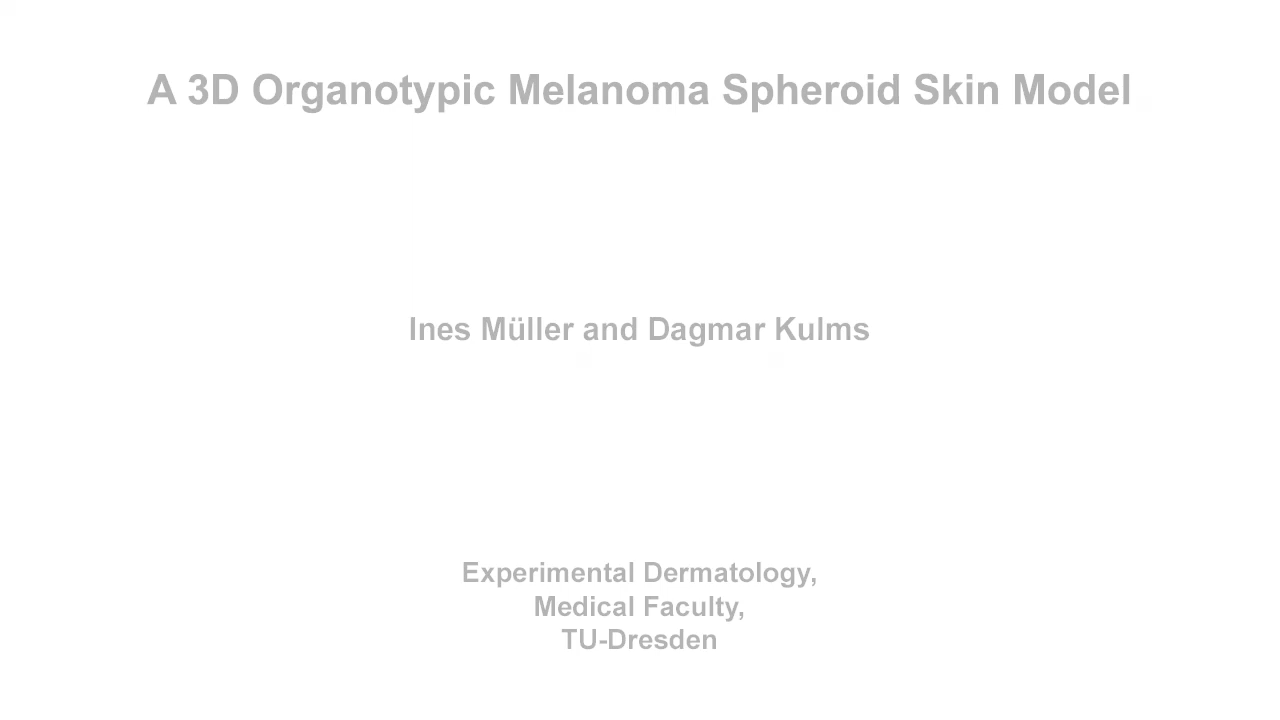 A 3D Organotypic Melanoma Spheroid Skin Model
Ines Müller and Dagmar Kulms
Experimental Dermatology,
Medical Faculty,
TU-Dresden